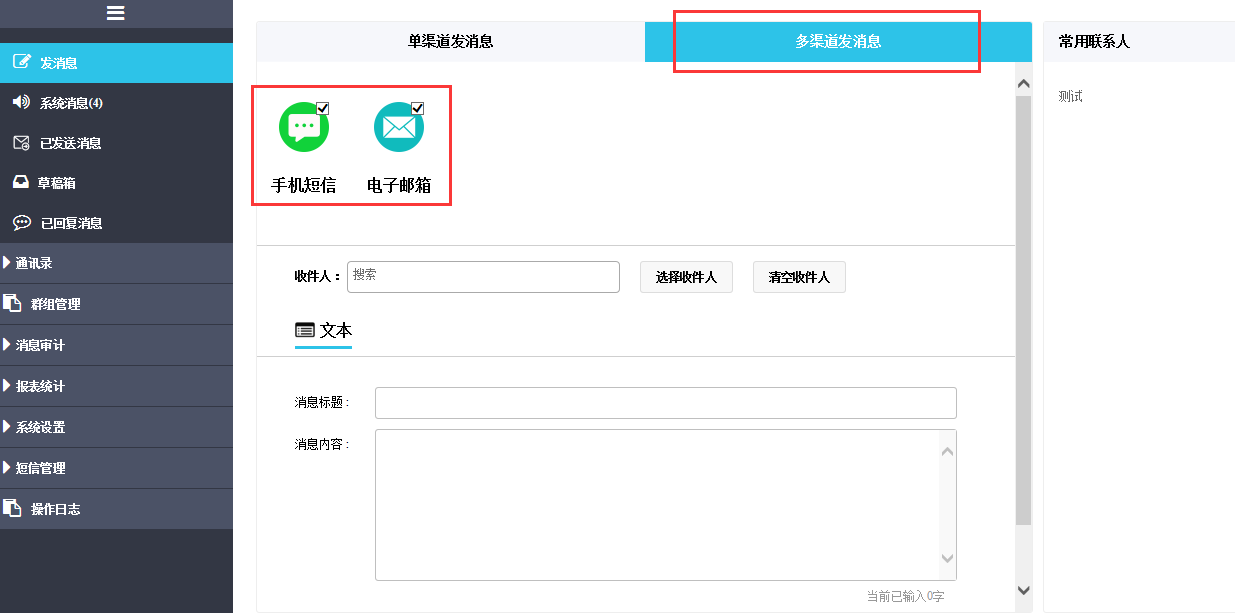 发消息
系统消息(4)
已发送消息
草稿箱
已回复消息
通讯录
群组管理
消息审计
报表统计
系统设置
短信管理
操作日志
单渠道发消息
多渠道发消息
手机短信
电子邮箱
收件人：
搜索
选择收件人
清空收件人
文本
消息标题：
消息内容：
当前已输入0字
常用联系人
测试